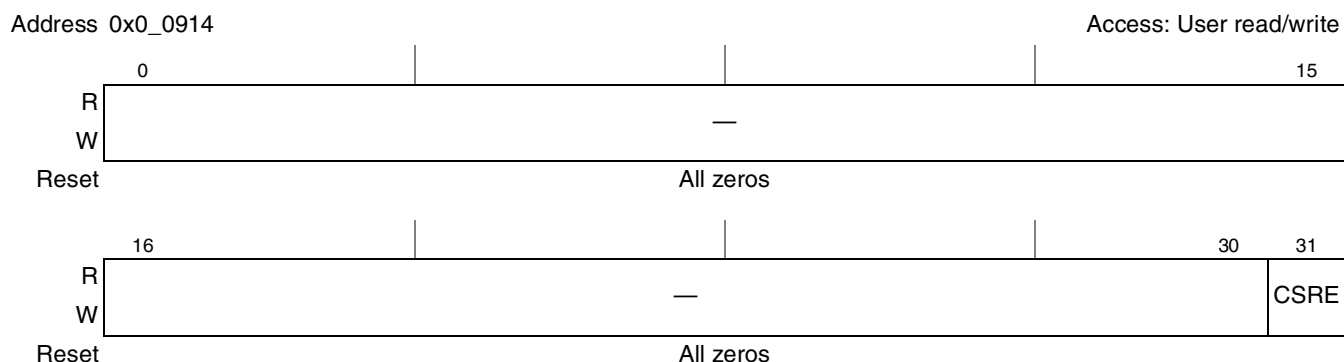 Address 0x0_0914 Access: User read/write
0 15
R
—
W
Reset All zeros
16 30 31
R
— CSRE
W
Reset All zeros